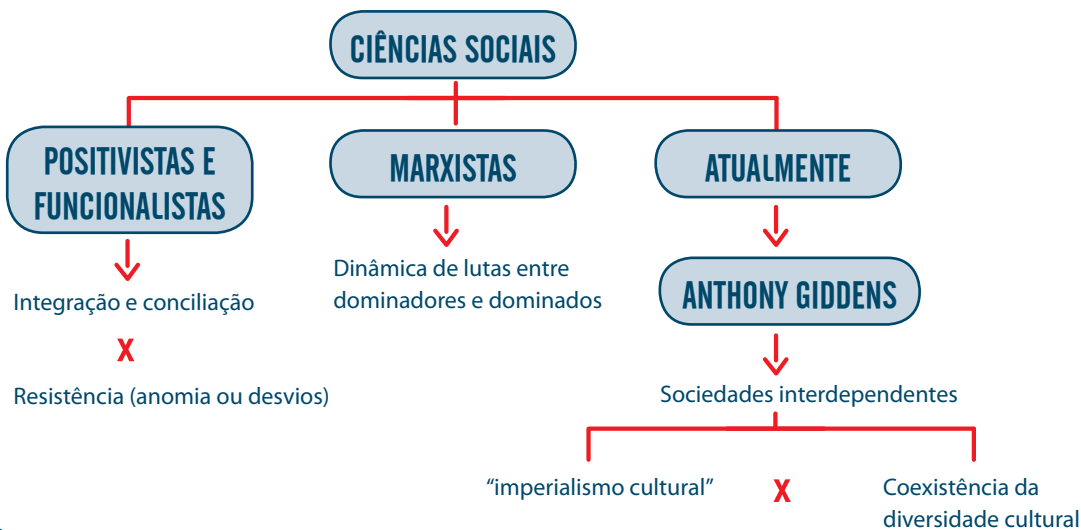 CIÊNCIAS SOCIAIS
POSITIVISTAS E
FUNCIONALISTAS
Integração e conciliação
X
Resistência (anomia ou desvios)
MARXISTAS
Dinâmica de lutas entre
dominadores e dominados
ATUALMENTE
ANTHONY GIDDENS
Sociedades interdependentes
“imperialismo cultural”
X
Coexistência da
diversidade cultural